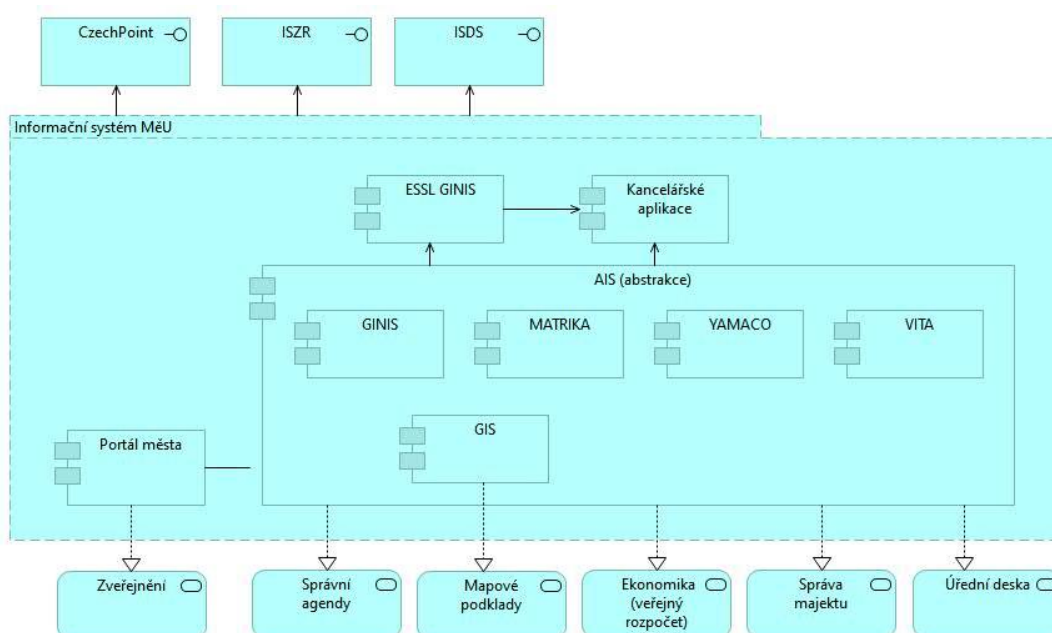 CzechPoint
ISZR
ISDS
Informační systém MěU
ESSL GINIS
Kancelářské
aplikace
AIS (abstrakce)
GINIS
MATRIKA
YAMACO
VITA
Portál města
GIS
Zveřejnění
Správní
agendy
Mapové
podklady
Ekonomika
(veřejný
rozpočet)
Správa
majektu
Úřední deska